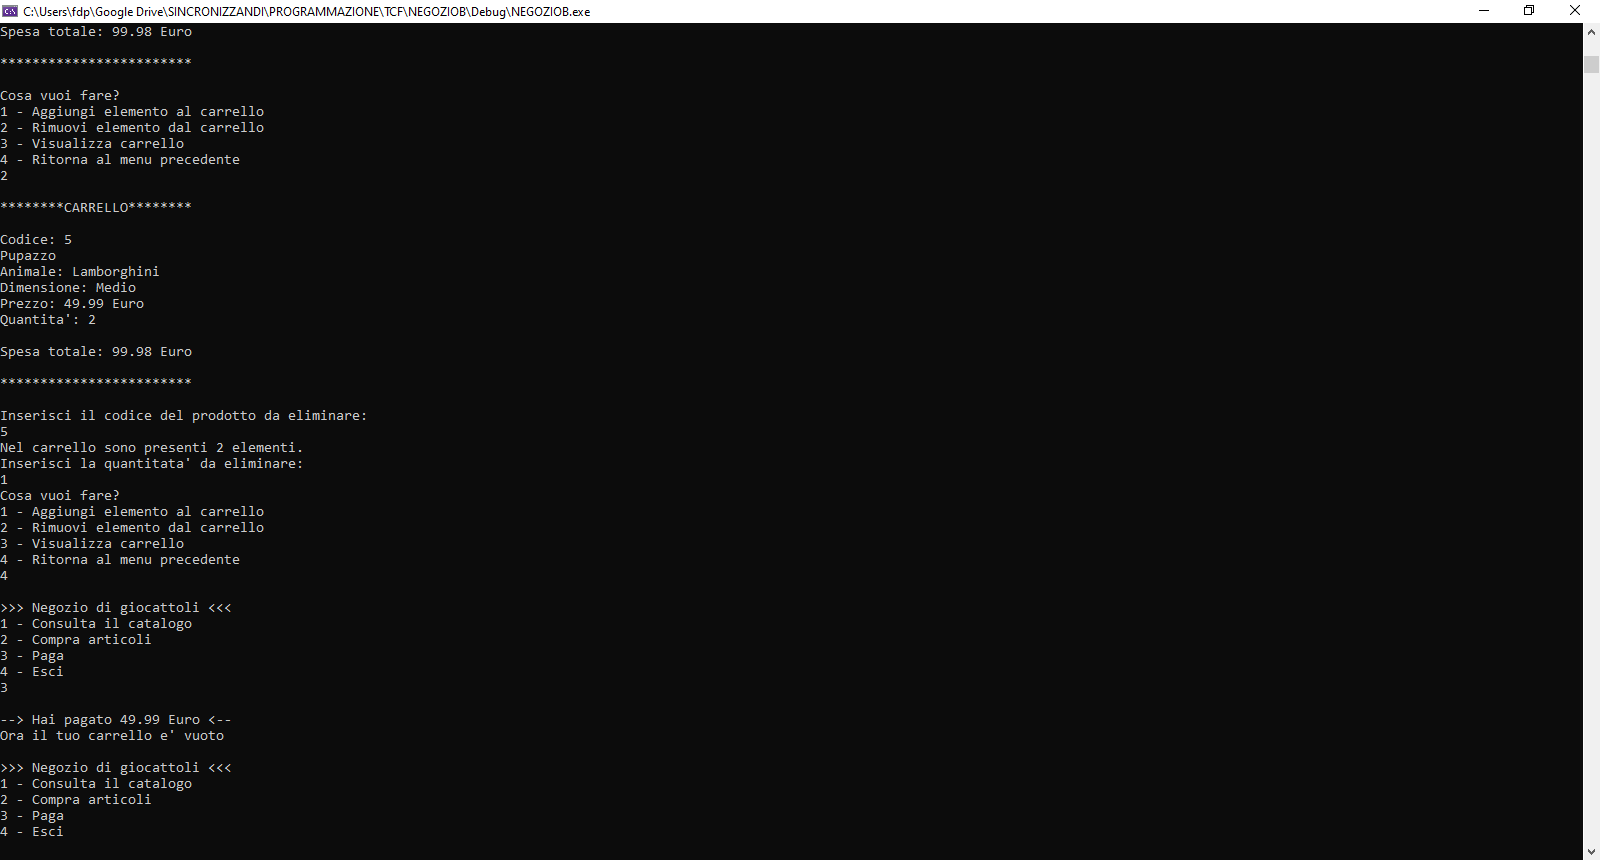 C:\Users\fdp\Google Drive\SINCRONIZZANDI\PROGRAMMAZIONE\TCF\NEGOZIOB\Debug\NEGOZIOB.exe
Spesa totale: 99.98 Euro
************************
Cosa vuoi fare?
1 - Aggiungi elemento al carrello
2 - Rimuovi elemento dal carrello
3 - Visualizza carrello
4 - Ritorna al menu precedente
2
********CARRELLO********
Codice: 5
Pupazzo
Animale: Lamborghini
Dimensione: Medio
Prezzo: 49.99 Euro
Quantita': 2
Spesa totale: 99.98 Euro
************************
Inserisci il codice del prodotto da eliminare:
5
Nel carrello sono presenti 2 elementi.
Inserisci la quantitata' da eliminare:
1
Cosa vuoi fare?
1 - Aggiungi elemento al carrello
2 - Rimuovi elemento dal carrello
3 - Visualizza carrello
4 - Ritorna al menu precedente
4
>>> Negozio di giocattoli <<<
1 - Consulta il catalogo
2 - Compra articoli
3 - Paga
4 - Esci
3
--> Hai pagato 49.99 Euro <--
Ora il tuo carrello e' vuoto
>>> Negozio di giocattoli <<<
1 - Consulta il catalogo
2 - Compra articoli
3 - Paga
4 - Esci